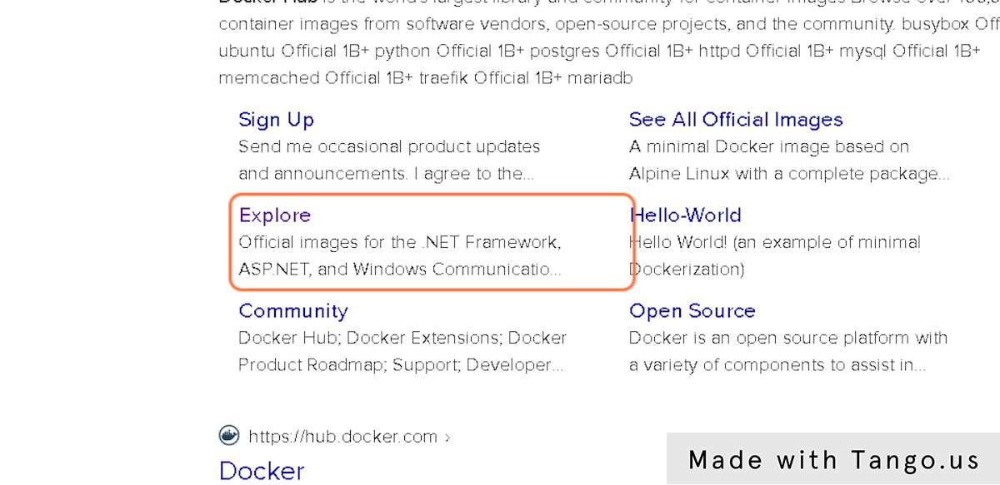 container images from software vendors, open-source projects, and the community. busybox Off
ubuntu Official 1B+ python Official 1B+ postgres Official 1B+ httpd Official 1B+ mysql Official 1B+
memcached Official 1B+ traefik Official 1B+ mariadb
Sign Up
Send me occasional product updates
and announcements. I agree to the...
See All Official Images
A minimal Docker image based on
Alpine Linux with a complete package...
Explore
Official images for the .NET Framework,
ASP.NET, and Windows Communicatio...
Hello-World
Hello World! (an example of minimal
Dockerization)
Community
Docker Hub; Docker Extensions; Docker
Product Roadmap; Support; Developer...
Open Source
Docker is an open source platform with
a variety of components to assist in...
https://hub.docker.com ›
Docker
Made with Tango.us